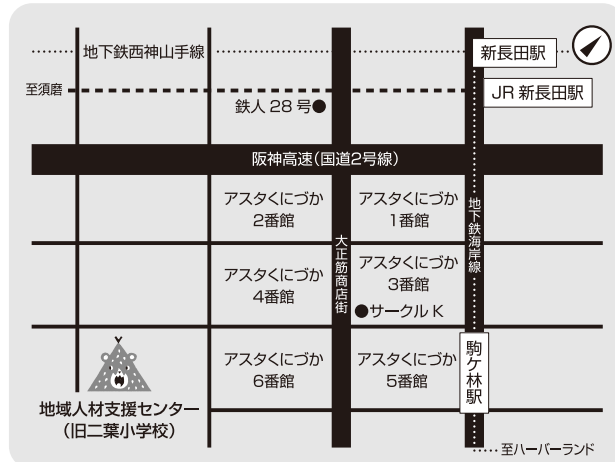 地下鉄西神山手線
新長田駅
至須磨
JR 新長田駅
鉄人 28 号●
阪神高速(国道2号線)
アスタくにづか
2番館
アスタくにづか
1番館
地下鉄海岸線
大正筋商店街
アスタくにづか
4番館
アスタくにづか
3番館
●サークル K
アスタくにづか
6番館
アスタくにづか
5番館
駒ケ林駅
地域人材支援センター
(旧二葉小学校)
至ハーバーランド